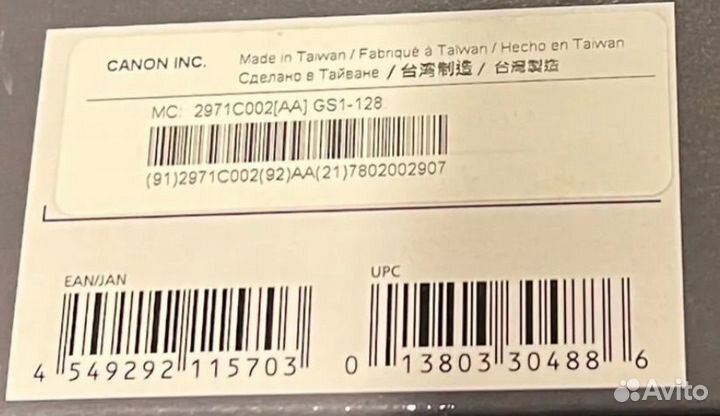 CANON INC.
Made in Taiwan / Fabriqué à Taïwan / Hecho en Taiwan
Сделано в Тайване / 台湾制造 / 台灣製造
MC: 2971C002[AA] GS1-128
(91)2971C002(92)AA(21)7802002907
EAN/JAN
4 549292 115703
UPC
0 13803 30488 6
Avito